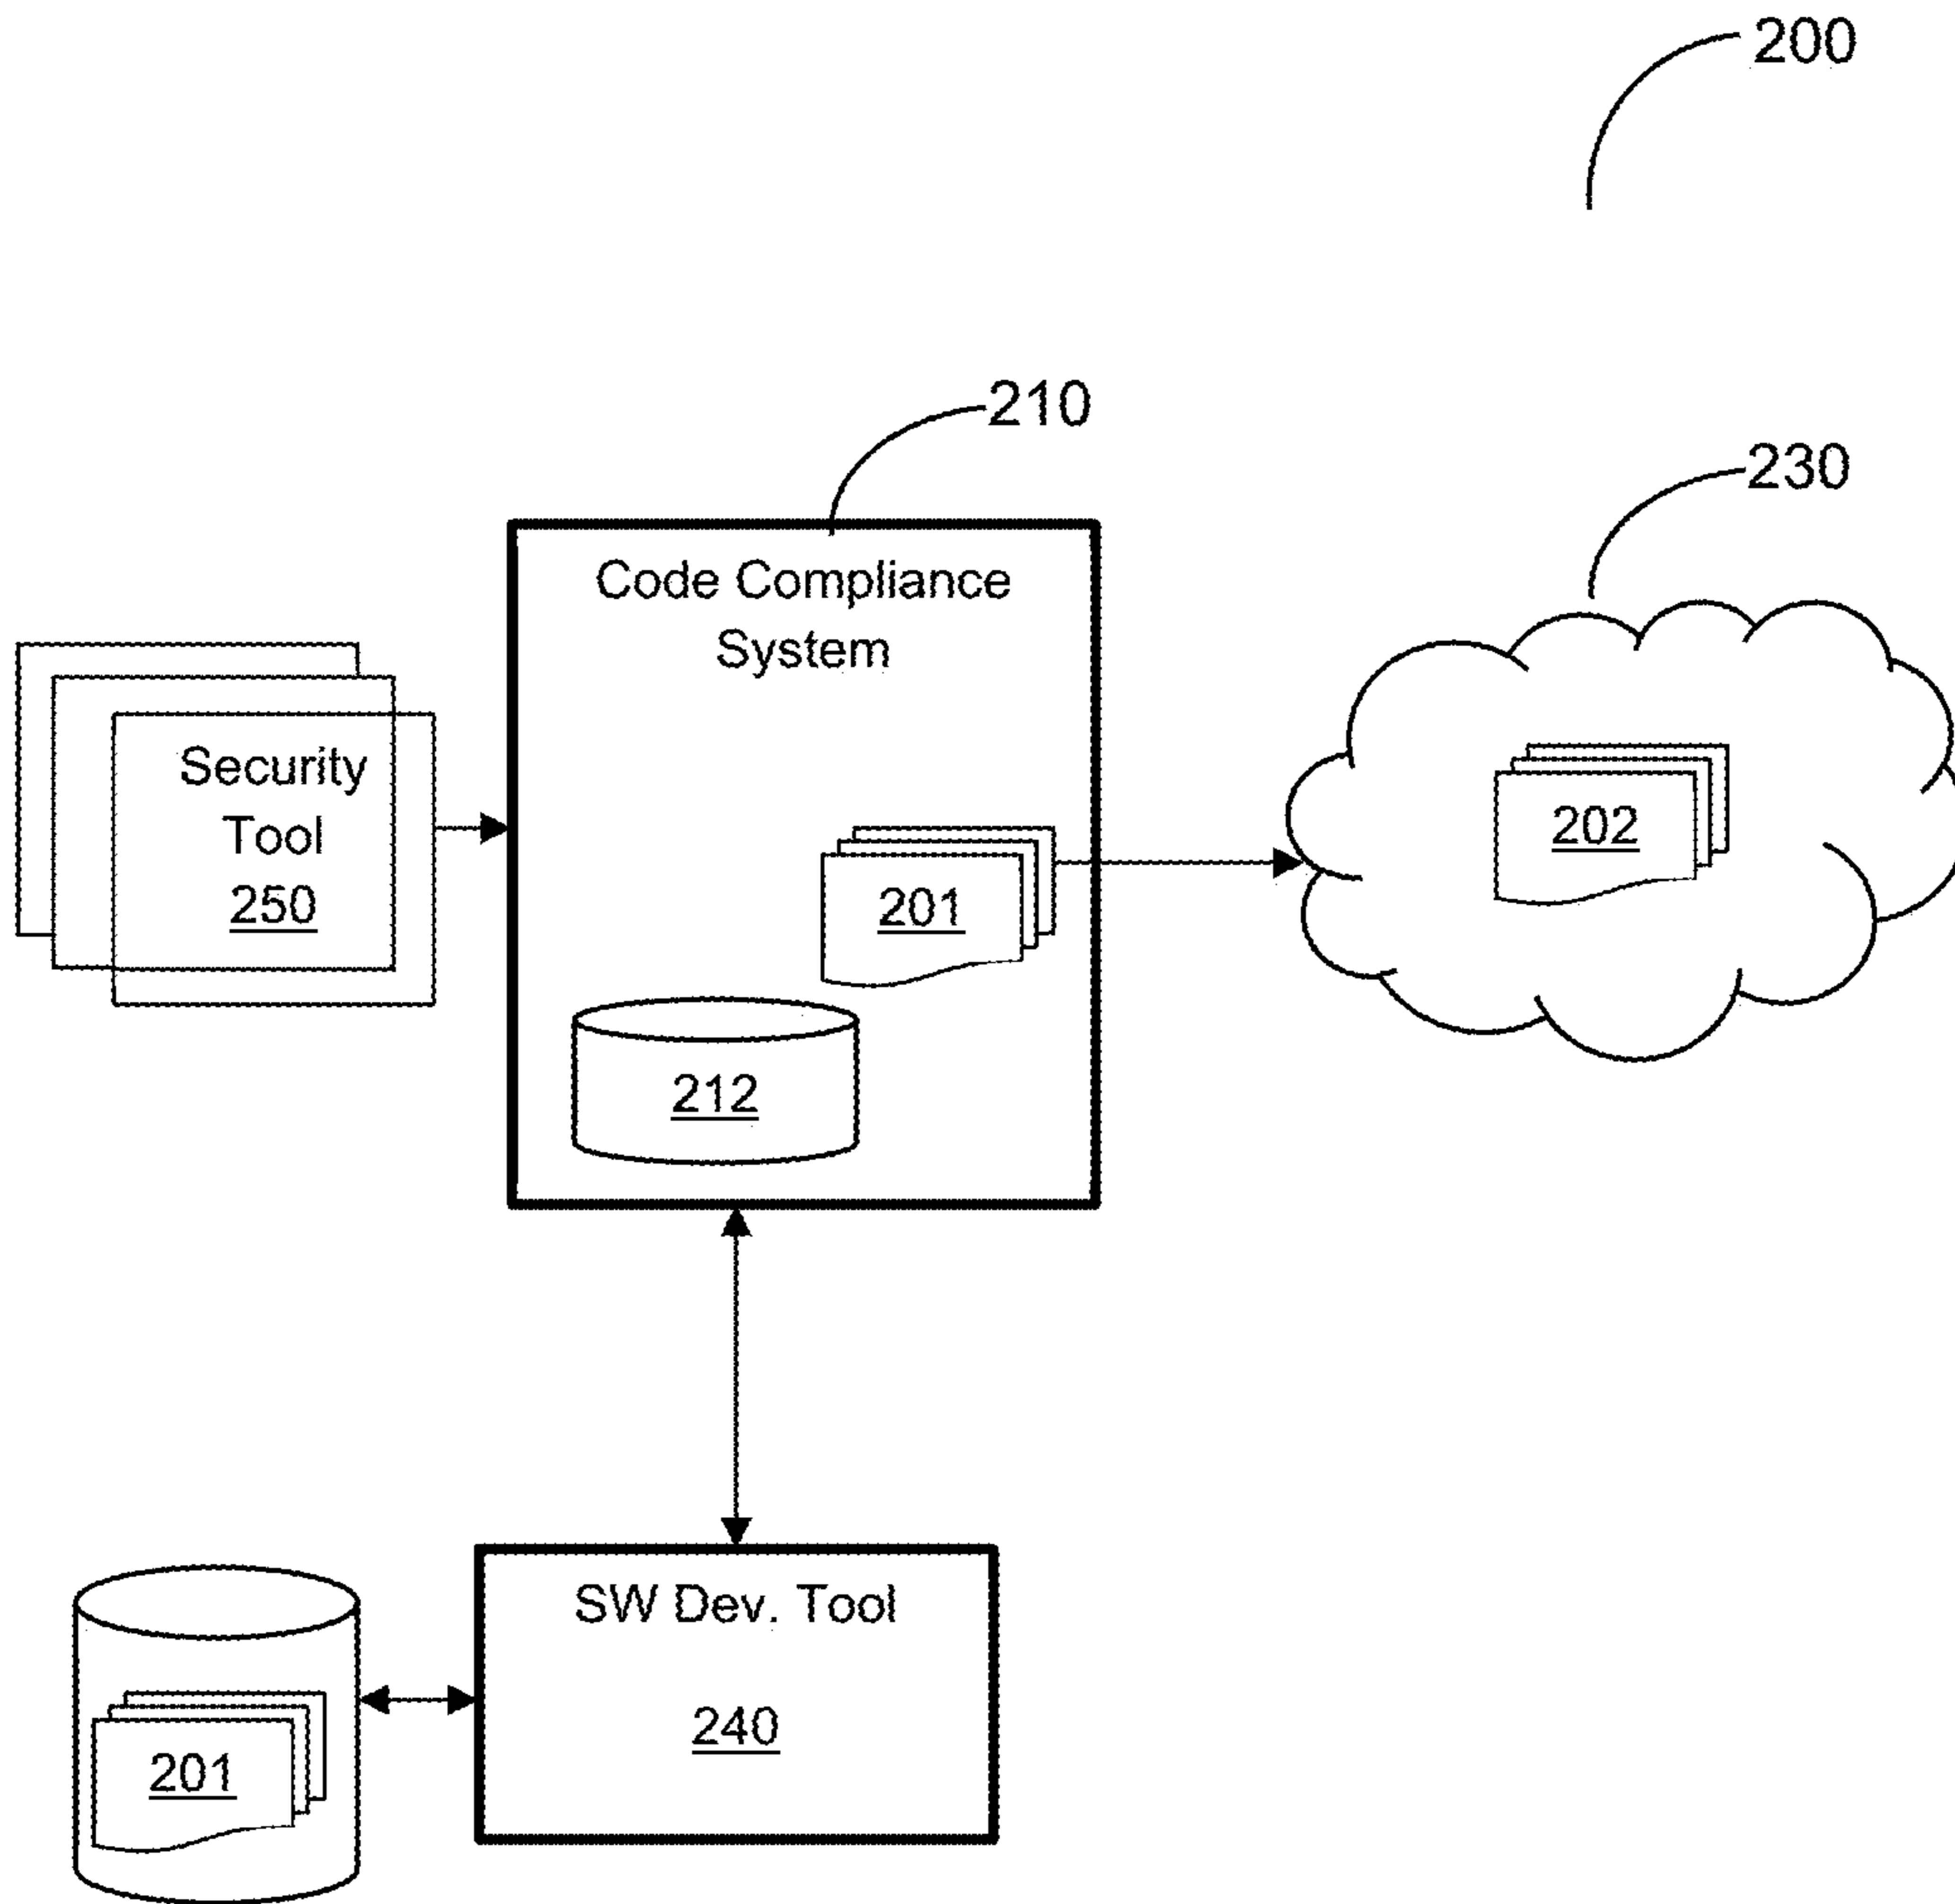 200
210
230
Code Compliance
System
Security
Tool
250
202
201
212
SW Dev. Tool
240
201